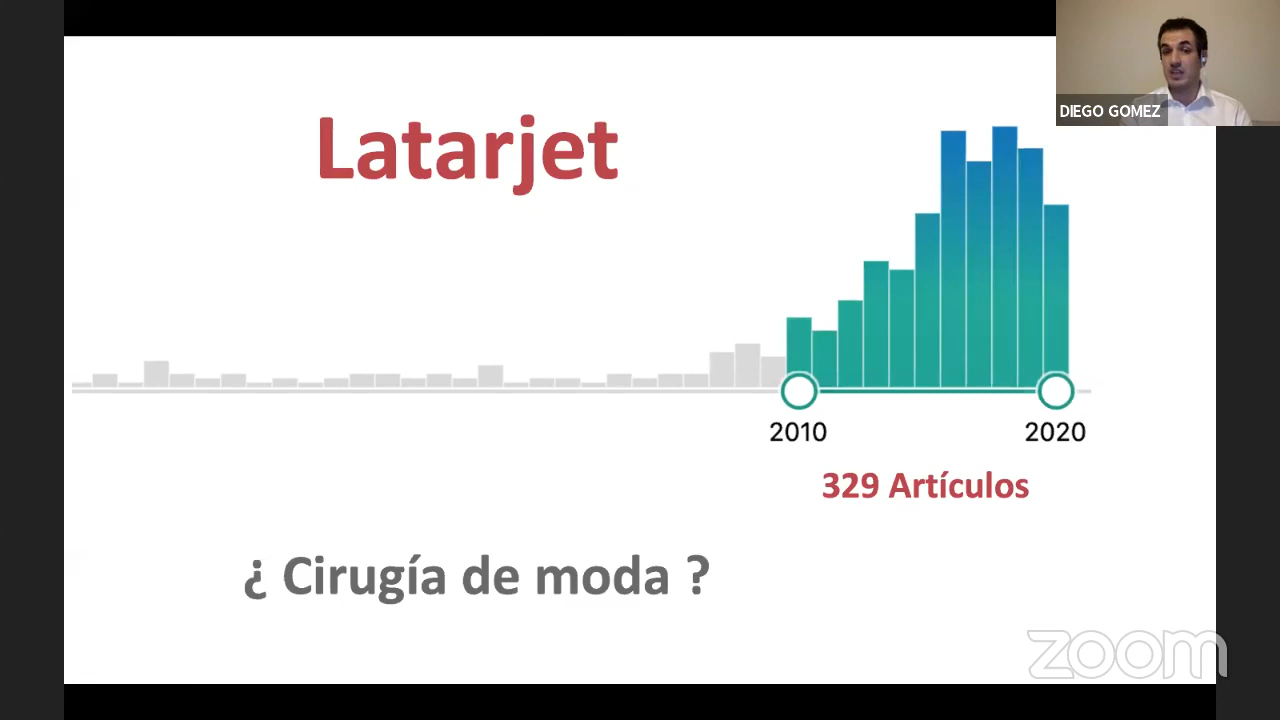 DIEGO GOMEZ
Latarjet
2010
2020
329 Artículos
¿ Cirugía de moda ?
zoom